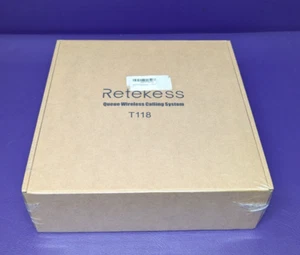 Retekess
Queue Wireless Calling System
T118